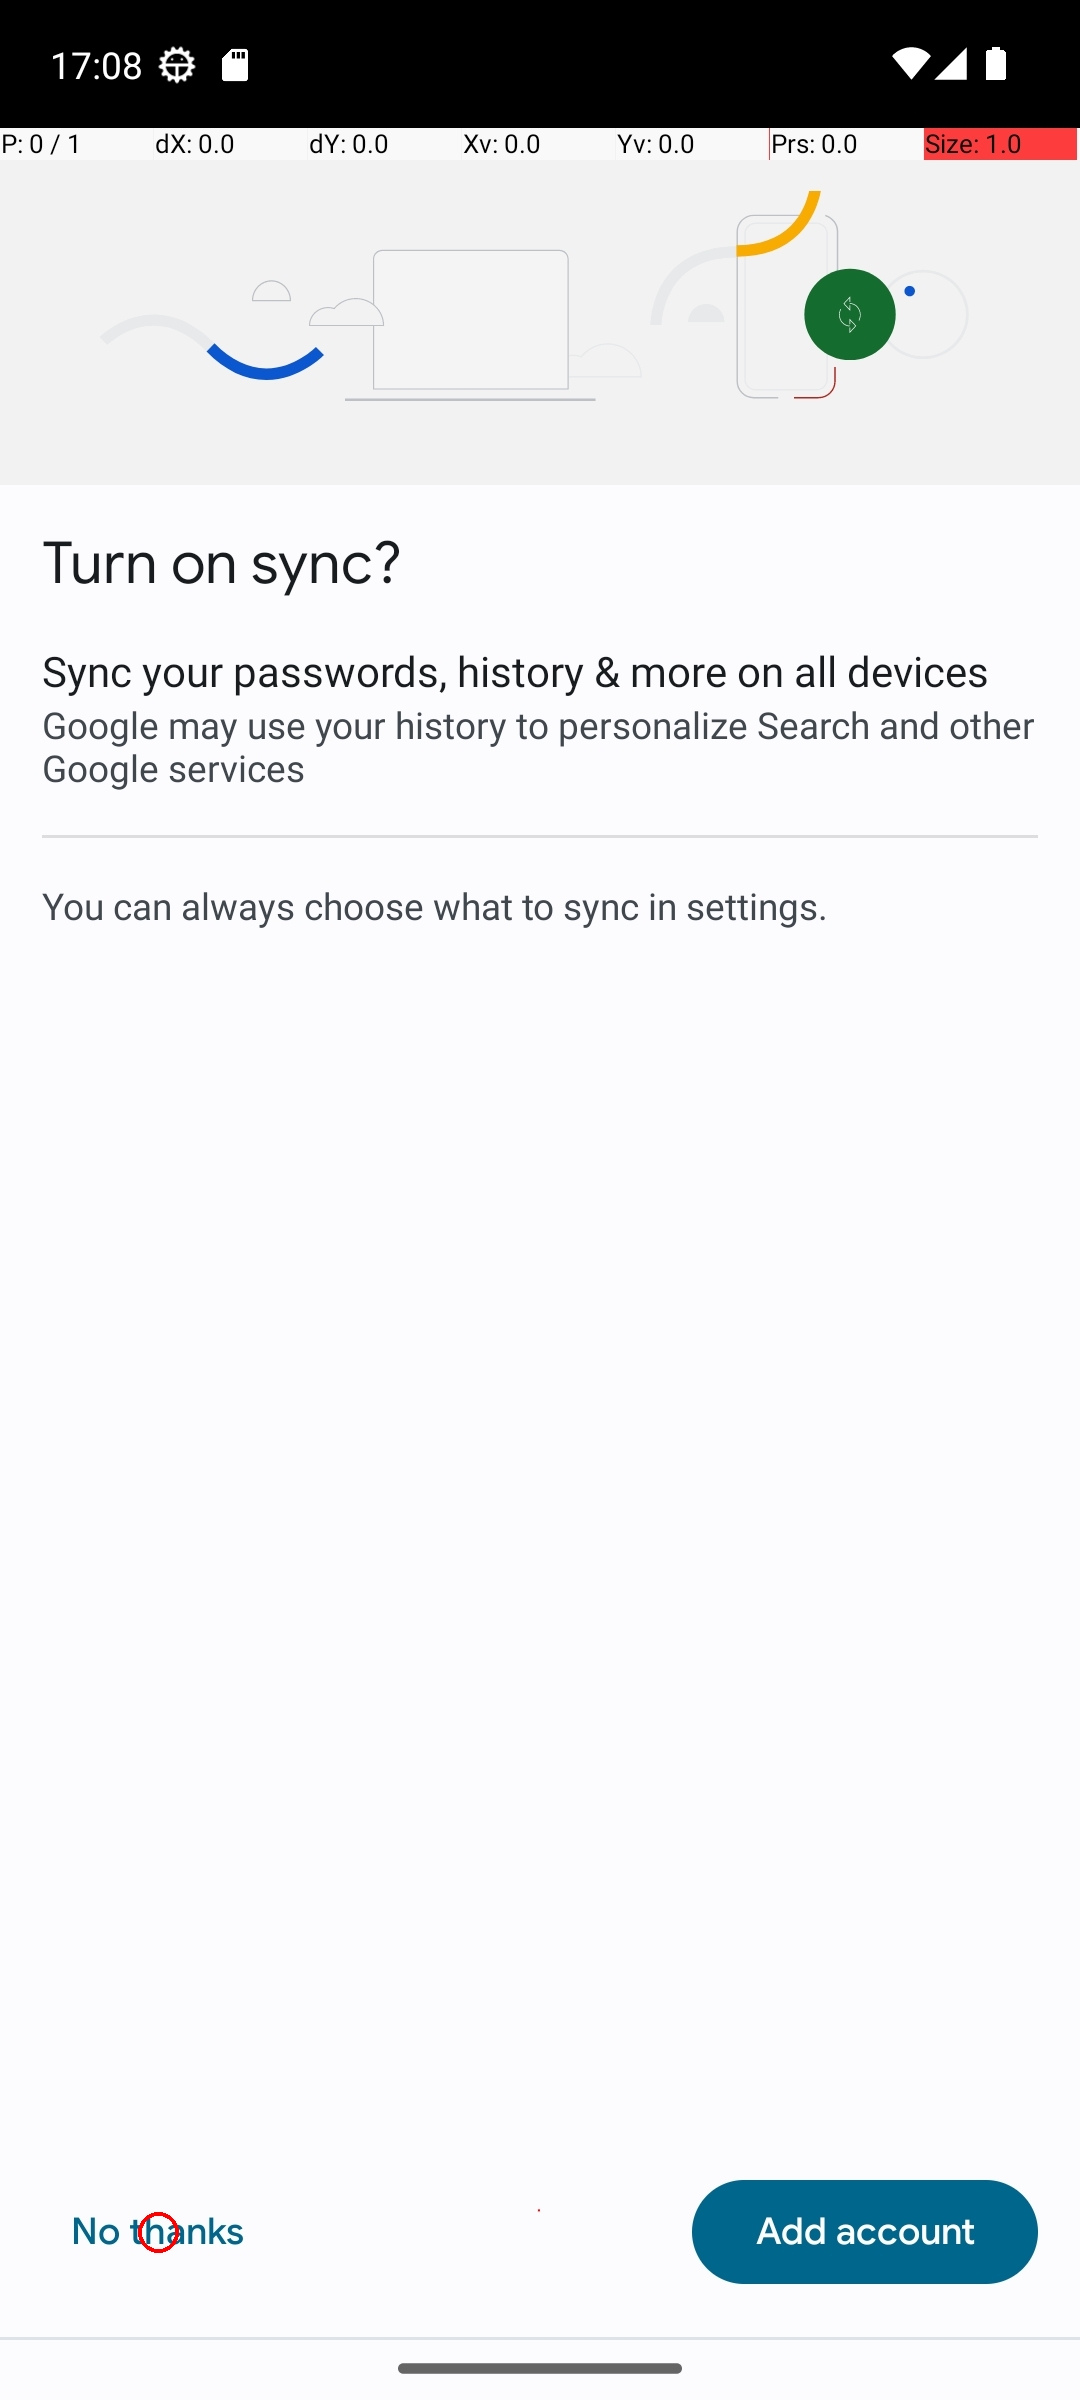 17:08
P: 0 / 1 dX: 0.0 dY: 0.0 Xv: 0.0 Yv: 0.0 Prs: 0.0 Size: 1.0
Turn on sync?
Sync your passwords, history & more on all devices
Google may use your history to personalize Search and other
Google services
You can always choose what to sync in settings.
No thanks Add account